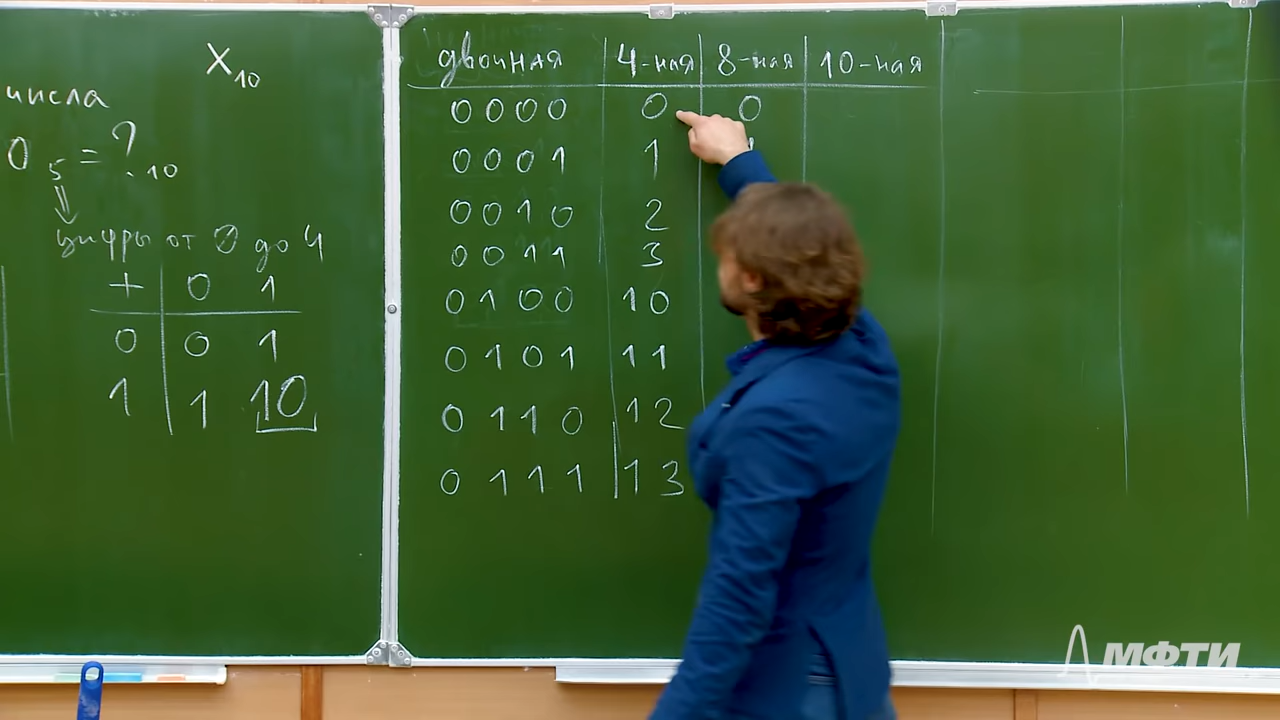 X₁₀
числа
0₅ = ?.₁₀
⇓
цифры от 0 до 4
+ | 0 1
0 | 0 1
1 | 1 10
двоичная | 4-ная | 8-ная | 10-ная
0000 | 0 | 0
0001 | 1
0010 | 2
0011 | 3
0100 | 10
0101 | 11
0110 | 12
0111 | 13
МФТИ